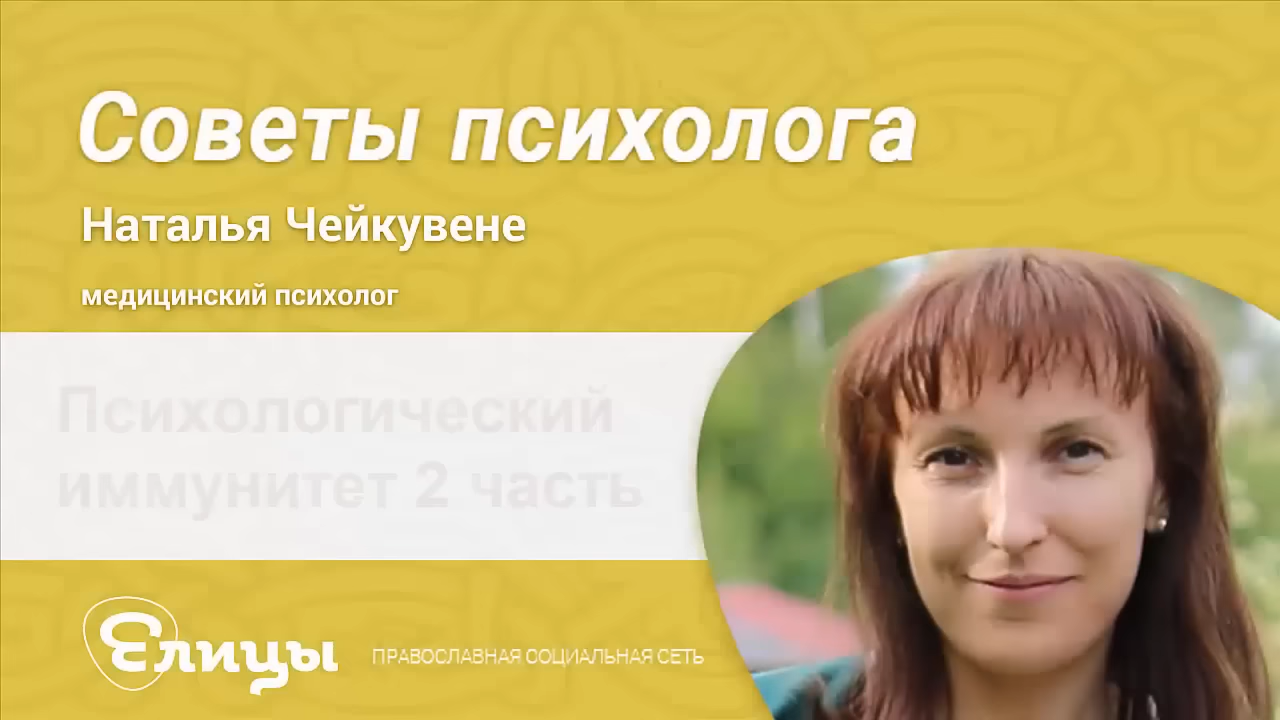 Советы психолога
Наталья Чейкувене
медицинский психолог
Психологический
иммунитет 2 часть
Елицы
ПРАВОСЛАВНАЯ СОЦИАЛЬНАЯ СЕТЬ